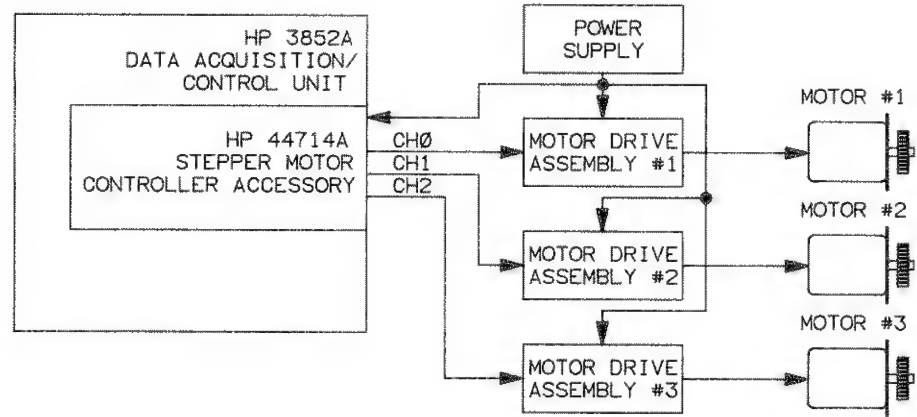 HP 3852A
DATA ACQUISITION/
CONTROL UNIT
HP 44714A
STEPPER MOTOR
CONTROLLER ACCESSORY
CHØ
CH1
CH2
POWER
SUPPLY
MOTOR DRIVE
ASSEMBLY #1
MOTOR #1
MOTOR DRIVE
ASSEMBLY #2
MOTOR #2
MOTOR DRIVE
ASSEMBLY #3
MOTOR #3